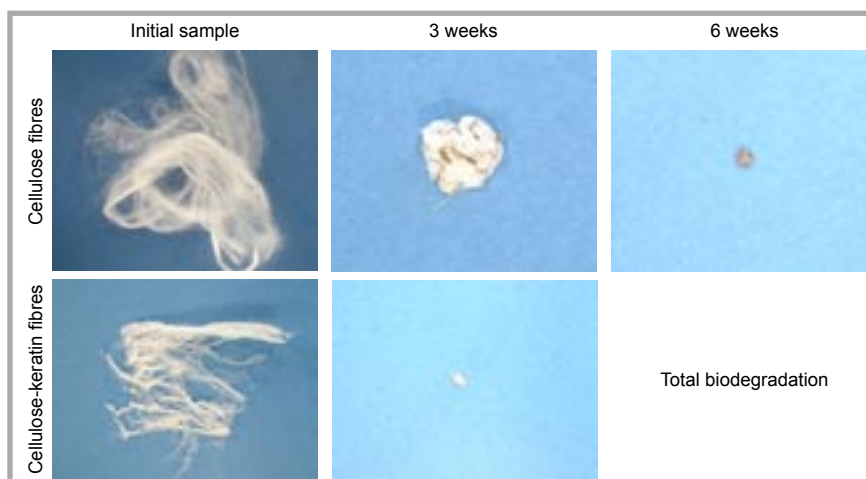 Initial sample
3 weeks
6 weeks
Cellulose fibres
Cellulose-keratin fibres
Total biodegradation